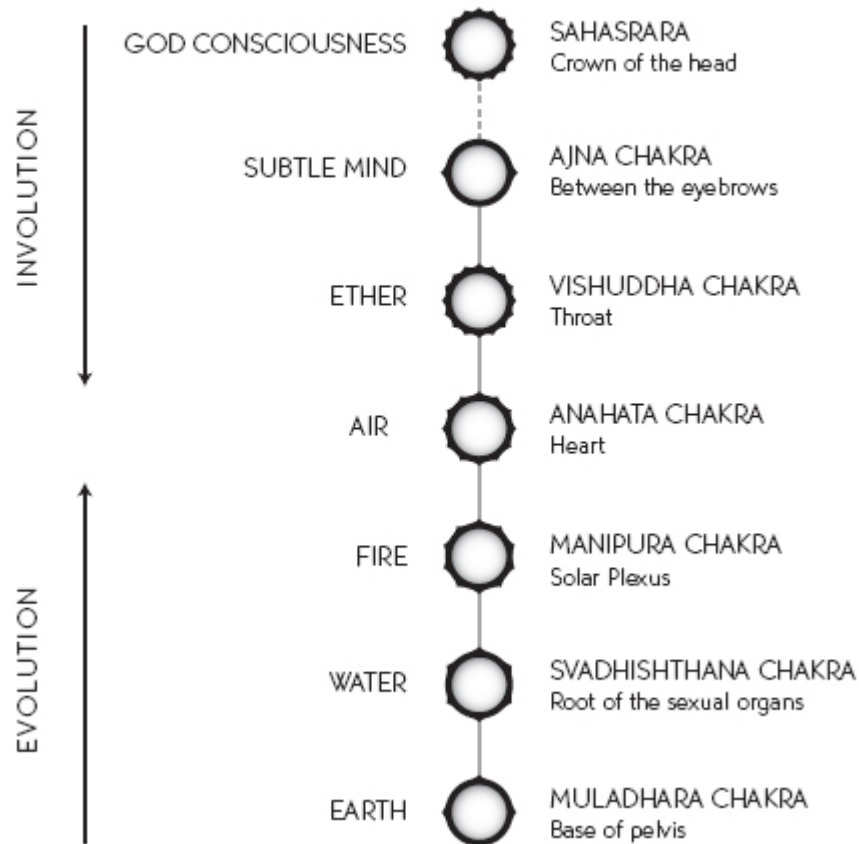 INVOLUTION
GOD CONSCIOUSNESS
SAHASRARA
Crown of the head
SUBTLE MIND
AJNA CHAKRA
Between the eyebrows
ETHER
VISHUDDHA CHAKRA
Throat
AIR
ANAHATA CHAKRA
Heart
EVOLUTION
FIRE
MANIPURA CHAKRA
Solar Plexus
WATER
SVADHISHTHANA CHAKRA
Root of the sexual organs
EARTH
MULADHARA CHAKRA
Base of pelvis